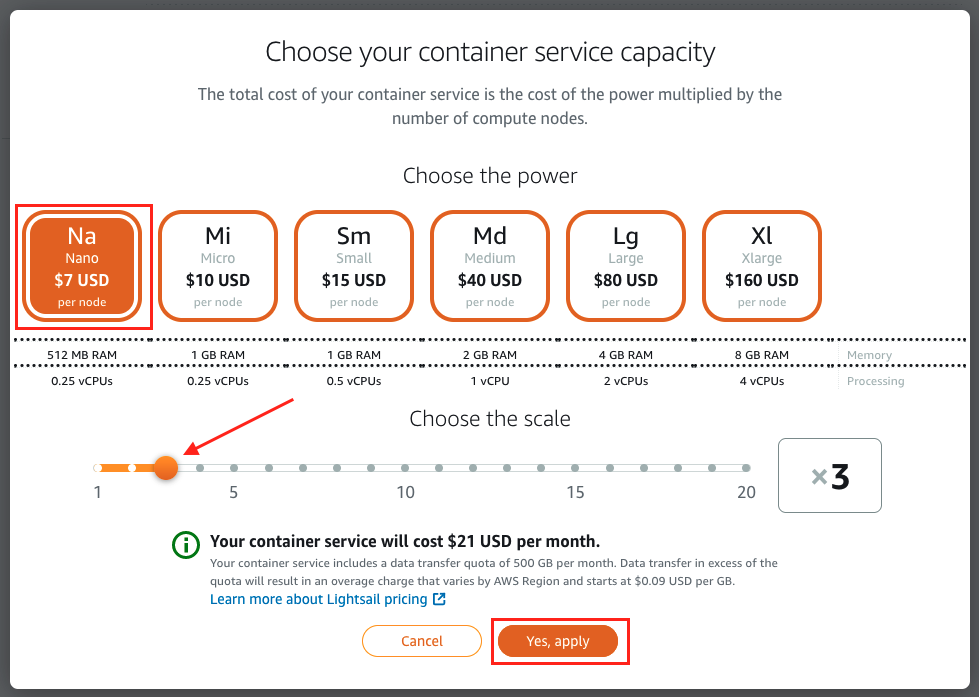 Choose your container service capacity
The total cost of your container service is the cost of the power multiplied by the
number of compute nodes.
Choose the power
Na
Nano
$7 USD
per node
Mi
Micro
$10 USD
per node
Sm
Small
$15 USD
per node
Md
Medium
$40 USD
per node
Lg
Large
$80 USD
per node
Xl
Xlarge
$160 USD
per node
512 MB RAM 1 GB RAM 1 GB RAM 2 GB RAM 4 GB RAM 8 GB RAM Memory
0.25 vCPUs 0.25 vCPUs 0.5 vCPUs 1 vCPU 2 vCPUs 4 vCPUs Processing
Choose the scale
1 5 10 15 20
×3
Your container service will cost $21 USD per month.
Your container service includes a data transfer quota of 500 GB per month. Data transfer in excess of the
quota will result in an overage charge that varies by AWS Region and starts at $0.09 USD per GB.
Learn more about Lightsail pricing
Cancel Yes, apply